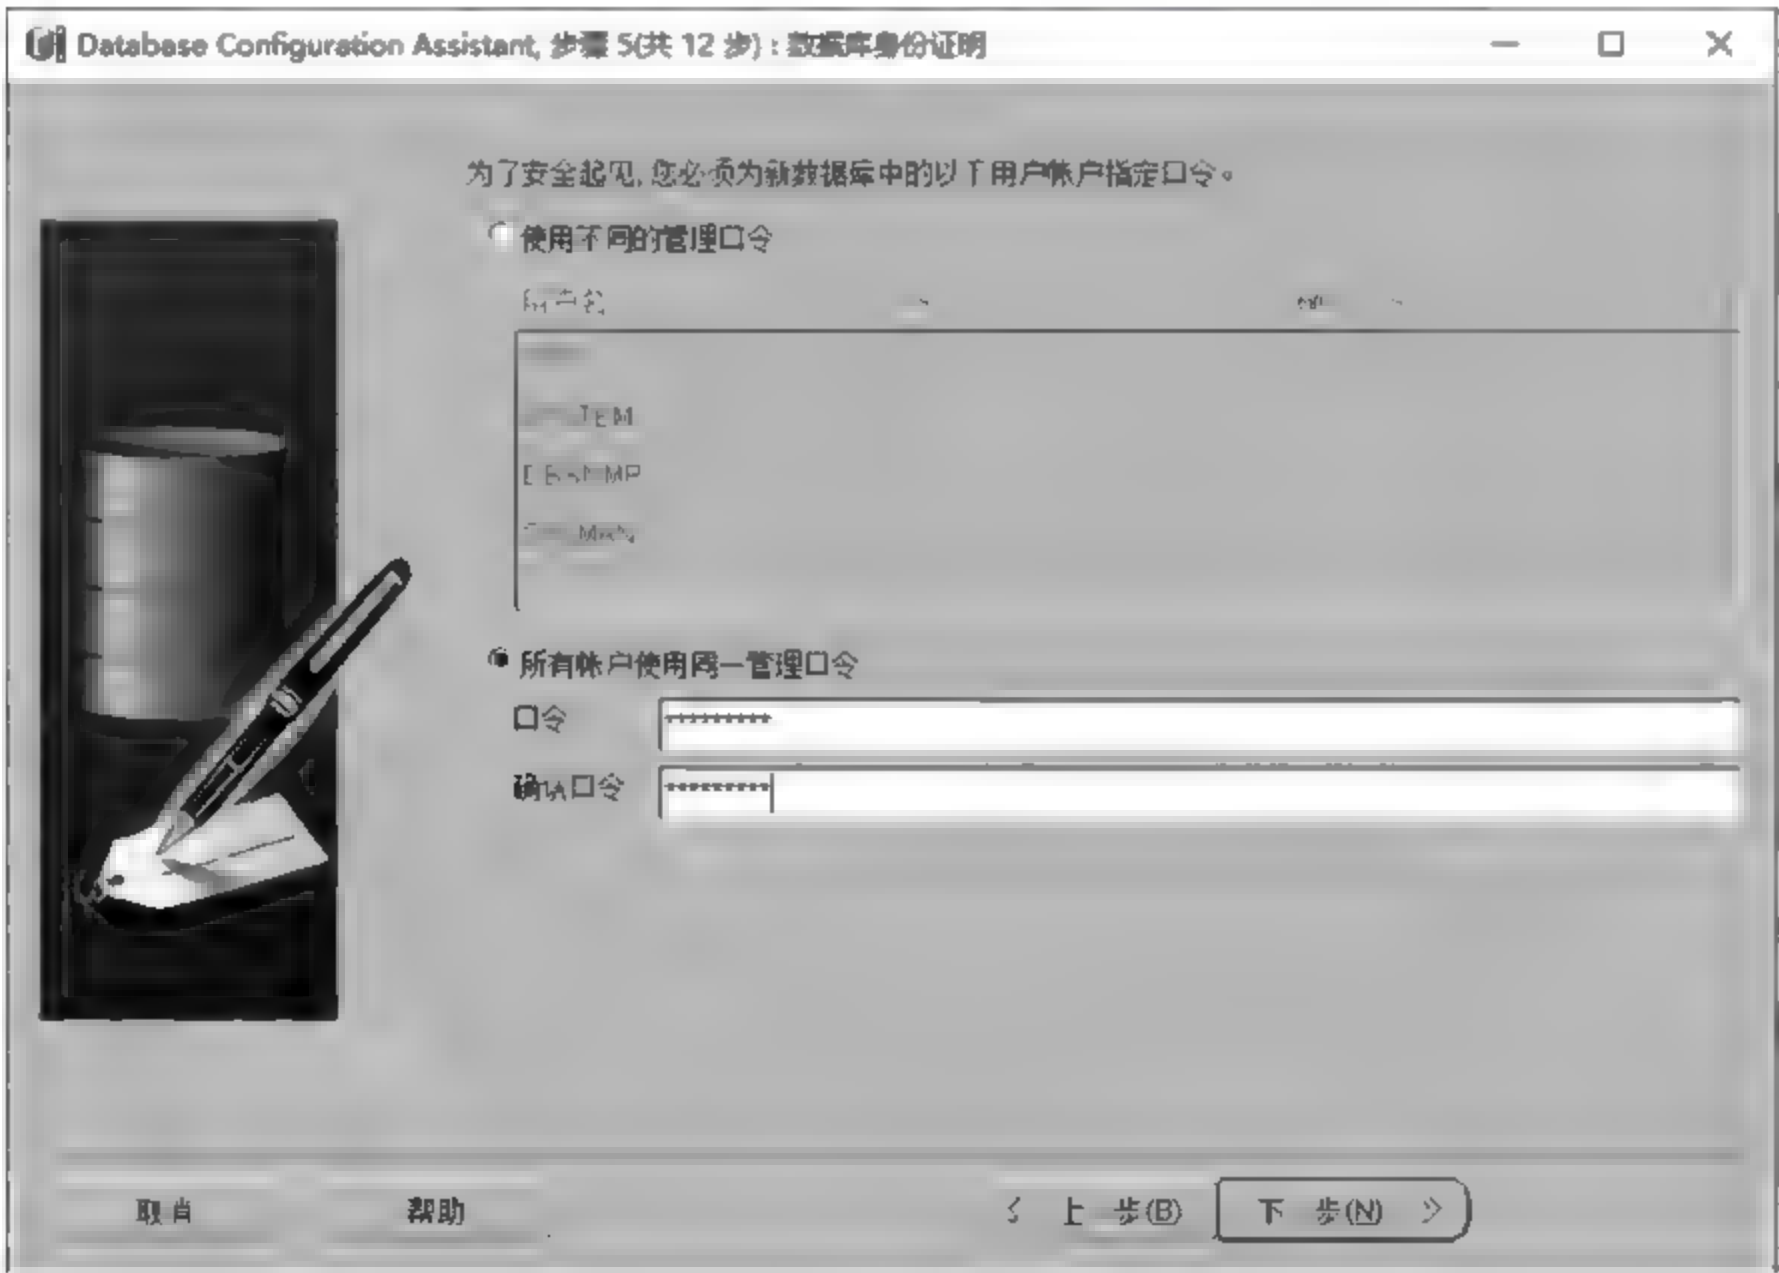 Database Configuration Assistant, 步骤 5(共 12 步) : 数据库身份证明
为了安全起见, 您必须为新数据库中的以下用户帐户指定口令。
使用不同的管理口令
所有帐户使用同一管理口令
口令 *********
确认口令 *********
取消 帮助 上一步(B) 下一步(N)